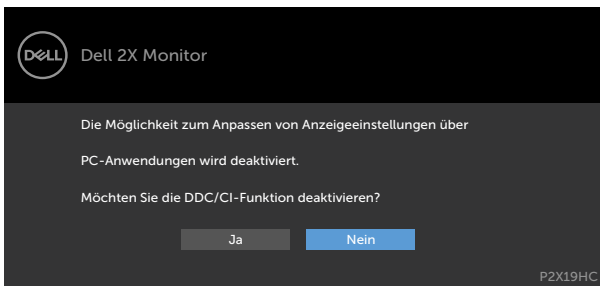 DELL Dell 2X Monitor
Die Möglichkeit zum Anpassen von Anzeigeeinstellungen über
PC-Anwendungen wird deaktiviert.
Möchten Sie die DDC/CI-Funktion deaktivieren?
Ja Nein
P2X19HC